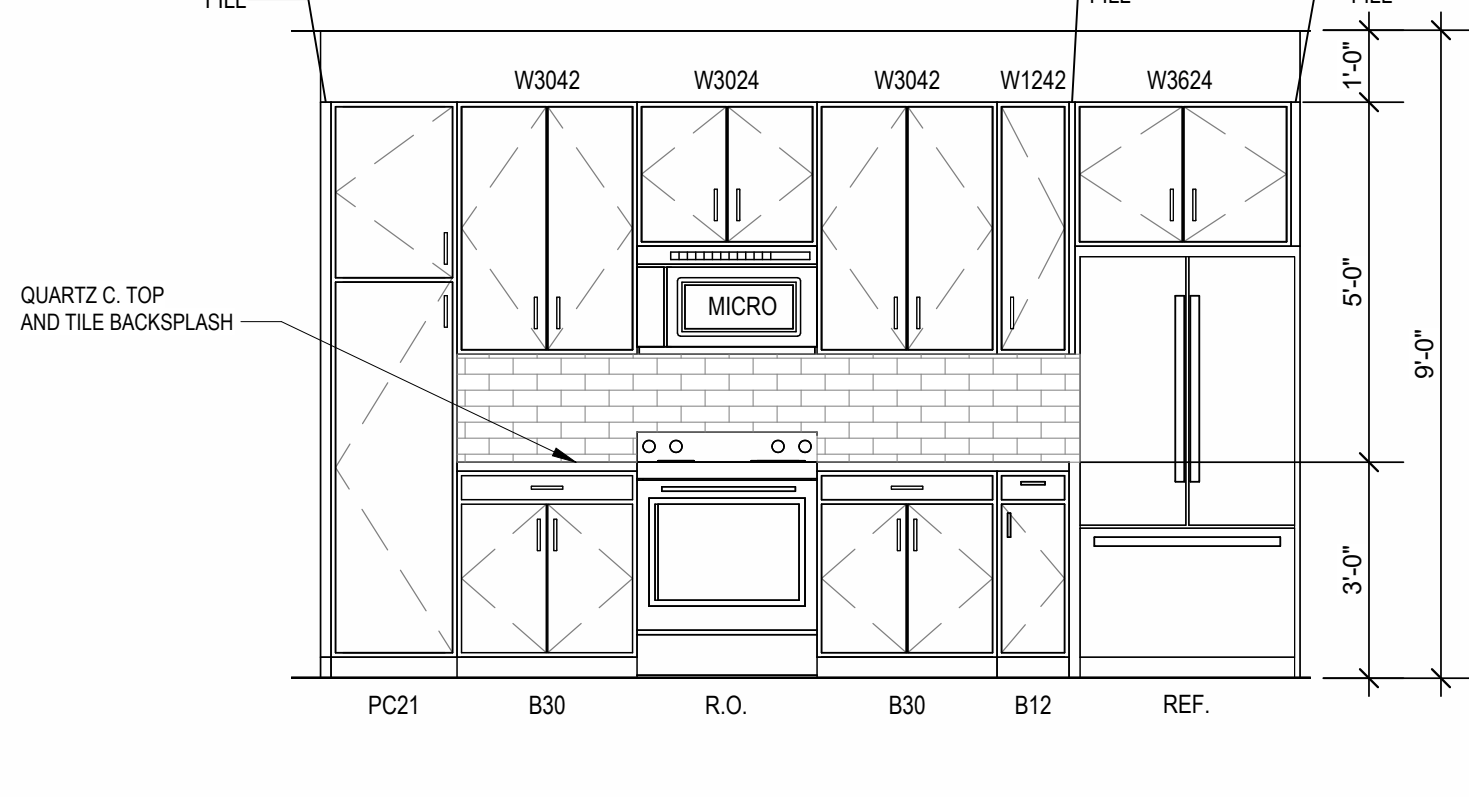 FILL
FILL
FILL
W3042
W3024
W3042
W1242
W3624
1'-0"
QUARTZ C. TOP
AND TILE BACKSPLASH
MICRO
5'-0"
9'-0"
3'-0"
PC21
B30
R.O.
B30
B12
REF.